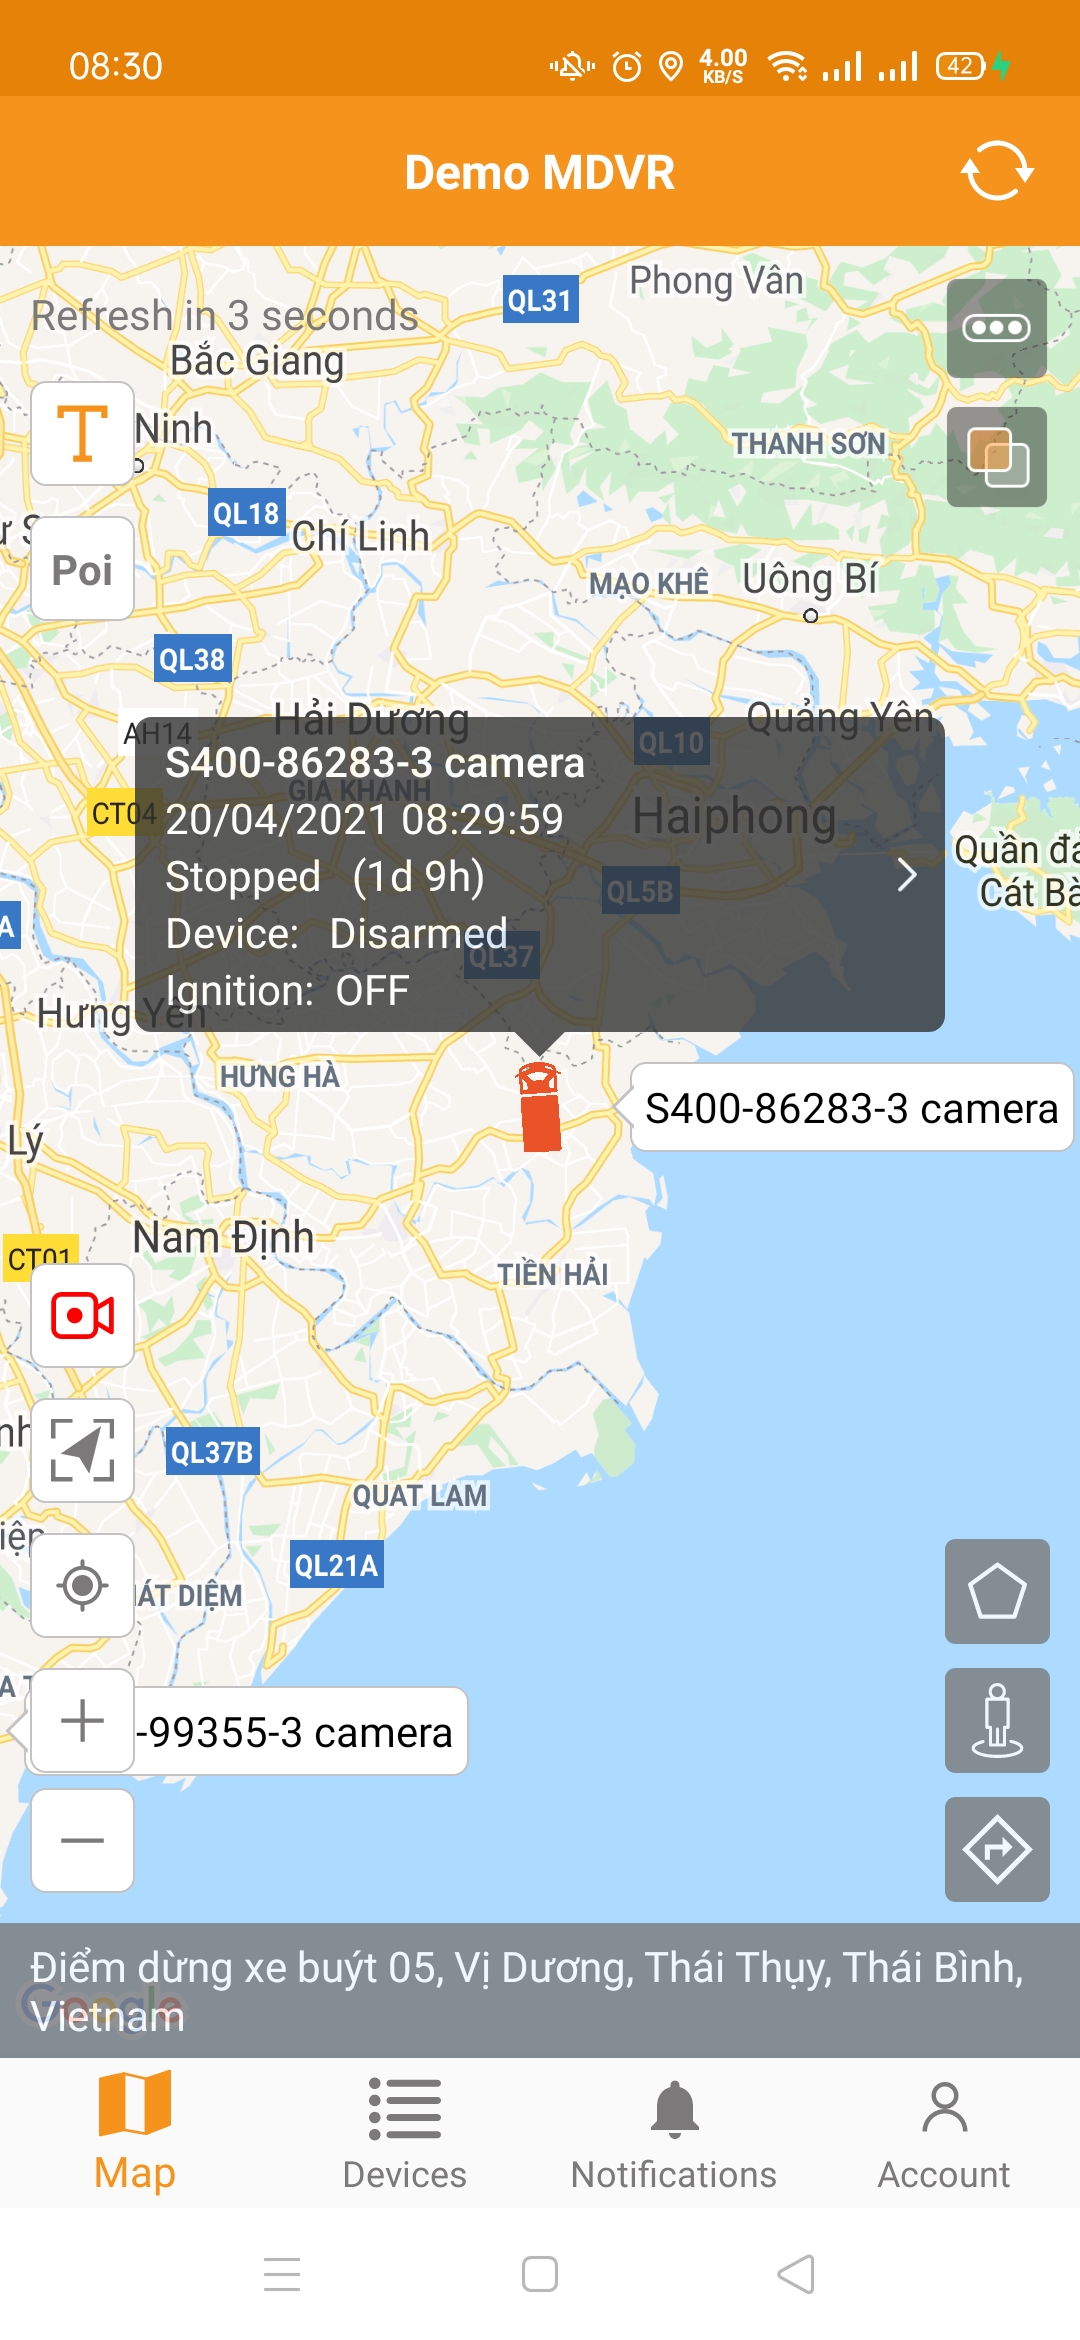 08:30
4.00
KB/S
42
Demo MDVR
Refresh in 3 seconds
QL31
Phong Vân
Bắc Giang
T
Ninh
THANH SƠN
QL18
Chí Linh
Poi
MẠO KHÊ
Uông Bí
QL38
Hải Dương
Quảng Yên
AH14
QL10
S400-86283-3 camera
GIA KHÁNH
CT04
20/04/2021 08:29:59
Haiphong
Quần đả
Cát Bà
Stopped (1d 9h)
QL5B
A
Device: Disarmed
QL37
Ignition: OFF
Hưng Yên
HƯNG HÀ
S400-86283-3 camera
Lý
Nam Định
CT01
TIỀN HẢI
QL37B
QUAT LAM
QL21A
ÁT DIỆM
-99355-3 camera
Điểm dừng xe buýt 05, Vị Dương, Thái Thụy, Thái Bình,
Vietnam
Google
Map
Devices
Notifications
Account